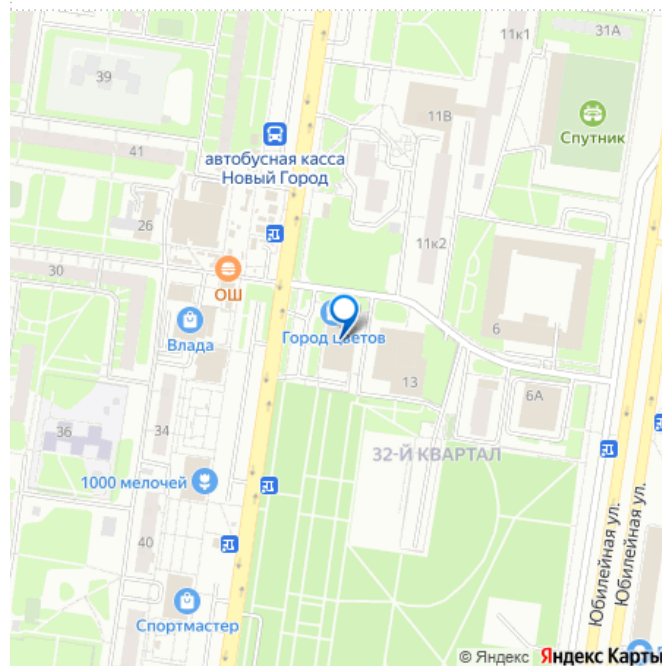 11к1
31А
39
11В
Спутник
41
автобусная касса
Новый Город
26
11к2
30
ОШ
Влада
Город цветов
6
13
6А
36
34
32-Й КВАРТАЛ
1000 мелочей
40
Юбилейная ул.
Юбилейная ул.
Спортмастер
© Яндекс Яндекс Карты